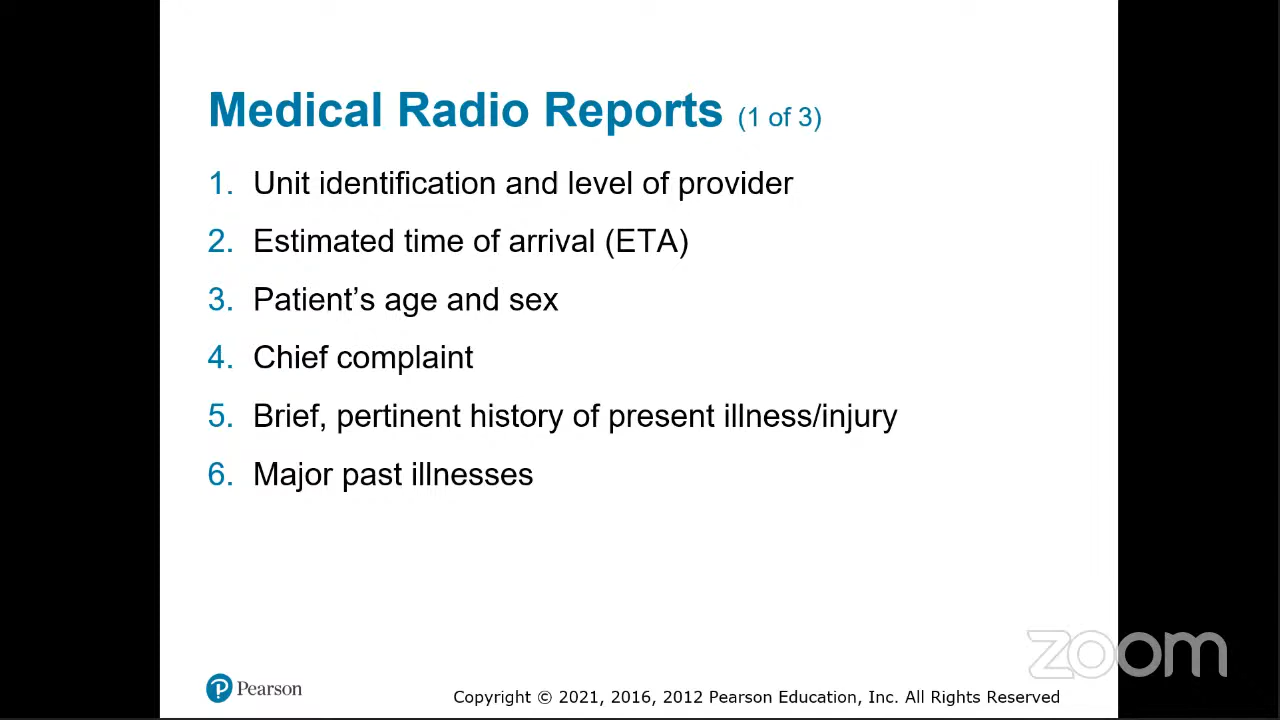 Medical Radio Reports (1 of 3)
1. Unit identification and level of provider
2. Estimated time of arrival (ETA)
3. Patient’s age and sex
4. Chief complaint
5. Brief, pertinent history of present illness/injury
6. Major past illnesses
zoom
Pearson
Copyright © 2021, 2016, 2012 Pearson Education, Inc. All Rights Reserved